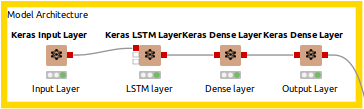 Model Architecture
Keras Input Layer Keras LSTM Layer Keras Dense Layer Keras Dense Layer
Input Layer LSTM layer Dense layer Output Layer